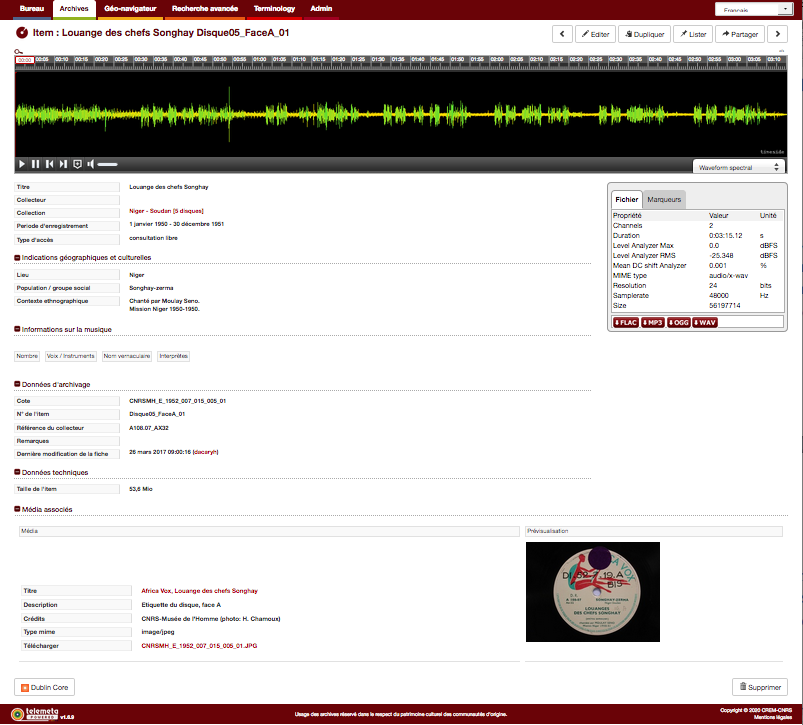 Bureau Archives Géo-navigateur Recherche avancée Terminology Admin Français
Item : Louange des chefs Songhay Disque05_FaceA_01
Editer Dupliquer Lister Partager
00:00 00:05 00:10 00:15 00:20 00:25 00:30 00:35 00:40 00:45 00:50 00:55 01:00 01:05 01:10 01:15 01:20 01:25 01:30 01:35 01:40 01:45 01:50 01:55 02:00 02:05 02:10 02:15 02:20 02:25 02:30 02:35 02:40 02:45 02:50 02:55 03:00 03:05 03:10
timeside
Waveform spectral
Titre Louange des chefs Songhay
Collecteur
Collection Niger - Soudan [5 disques]
Periode d'enregistrement 1 janvier 1950 - 30 décembre 1951
Type d'accès consultation libre
Fichier Marqueurs
Propriété Valeur Unité
Channels 2
Duration 0:03:15.12 s
Level Analyzer Max 0.0 dBFS
Level Analyzer RMS -25.348 dBFS
Mean DC shift Analyzer 0.001 %
MIME type audio/x-wav
Resolution 24 bits
Samplerate 48000 Hz
Size 56197714
FLAC MP3 OGG WAV
Indications géographiques et culturelles
Lieu Niger
Population / groupe social Songhay-zerma
Contexte ethnographique Chanté par Moulay Seno.
Mission Niger 1950-1950.
Informations sur la musique
Nombre Voix / Instruments Nom vernaculaire Interprètes
Données d'archivage
Cote CNRSMH_E_1952_007_015_005_01
N° de l'item Disque05_FaceA_01
Référence du collecteur A108.07_AX32
Remarques
Dernière modification de la fiche 26 mars 2017 09:00:16 (dacaryh)
Données techniques
Taille de l'item 53,6 Mio
Média associés
Média Prévisualisation
Titre Africa Vox, Louange des chefs Songhay
Description Etiquette du disque, face A
Crédits CNRS-Musée de l'Homme (photo: H. Chamoux)
Type mime image/jpeg
Télécharger CNRSMH_E_1952_007_015_005_01.JPG
SONGHAY-ZERMA
LOUANGES
DES CHEFS SONGHAY
Dublin Core Supprimer
telemeta
POWERED v1.6.9
Usage des archives réservé dans le respect du patrimoine culturel des communautés d'origine.
Copyright © 2020 CREM-CNRS
Mentions légales